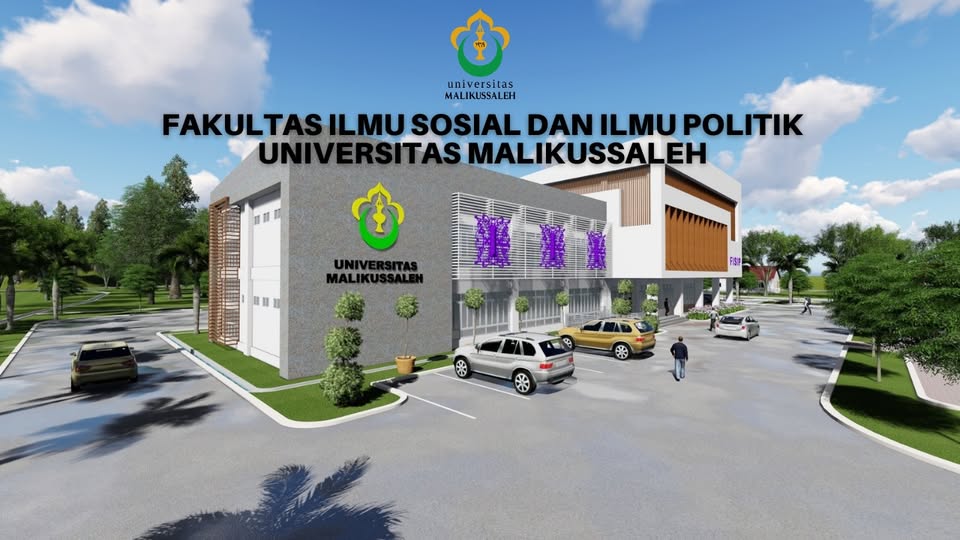 universitas
MALIKUSSALEH
FAKULTAS ILMU SOSIAL DAN ILMU POLITIK
UNIVERSITAS MALIKUSSALEH
UNIVERSITAS
MALIKUSSALEH
FISIP